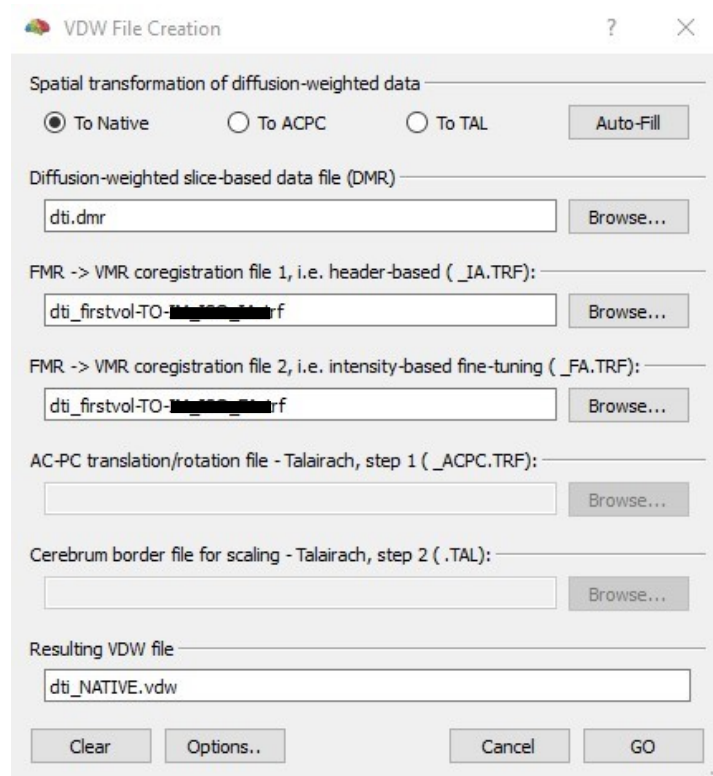 VDW File Creation ?
Spatial transformation of diffusion-weighted data
To Native To ACPC To TAL Auto-Fill
Diffusion-weighted slice-based data file (DMR)
dti.dmr Browse...
FMR -> VMR coregistration file 1, i.e. header-based ( _IA.TRF):
dti_firstvol-TO- rf Browse...
FMR -> VMR coregistration file 2, i.e. intensity-based fine-tuning ( _FA.TRF):
dti_firstvol-TO- rf Browse...
AC-PC translation/rotation file - Talairach, step 1 ( _ACPC.TRF):
Browse...
Cerebrum border file for scaling - Talairach, step 2 ( .TAL):
Browse...
Resulting VDW file
dti_NATIVE.vdw
Clear Options.. Cancel GO